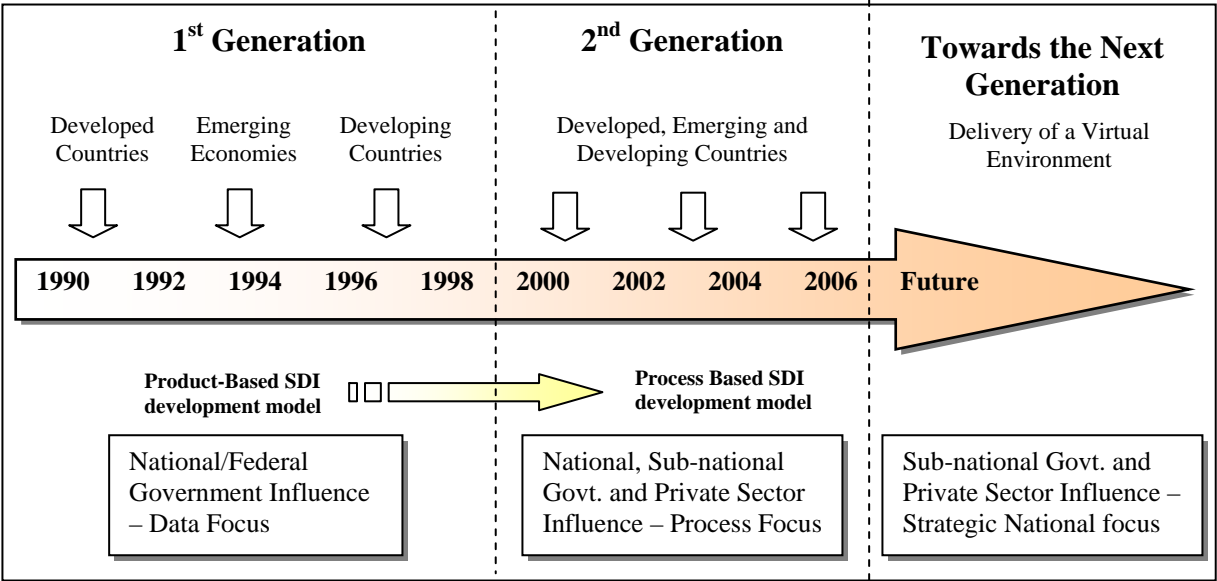 1st Generation
2nd Generation
Towards the Next
Generation
Developed
Countries
Emerging
Economies
Developing
Countries
Developed, Emerging and
Developing Countries
Delivery of a Virtual
Environment
1990 1992 1994 1996 1998 2000 2002 2004 2006 Future
Product-Based SDI
development model
Process Based SDI
development model
National/Federal
Government Influence
– Data Focus
National, Sub-national
Govt. and Private Sector
Influence – Process Focus
Sub-national Govt. and
Private Sector Influence –
Strategic National focus